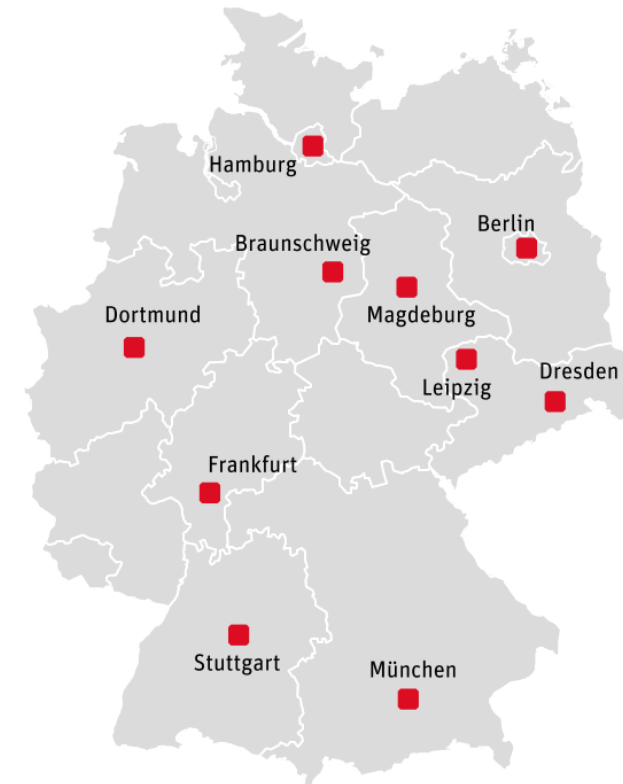 Hamburg
Berlin
Braunschweig
Magdeburg
Dortmund
Leipzig
Dresden
Frankfurt
Stuttgart
München